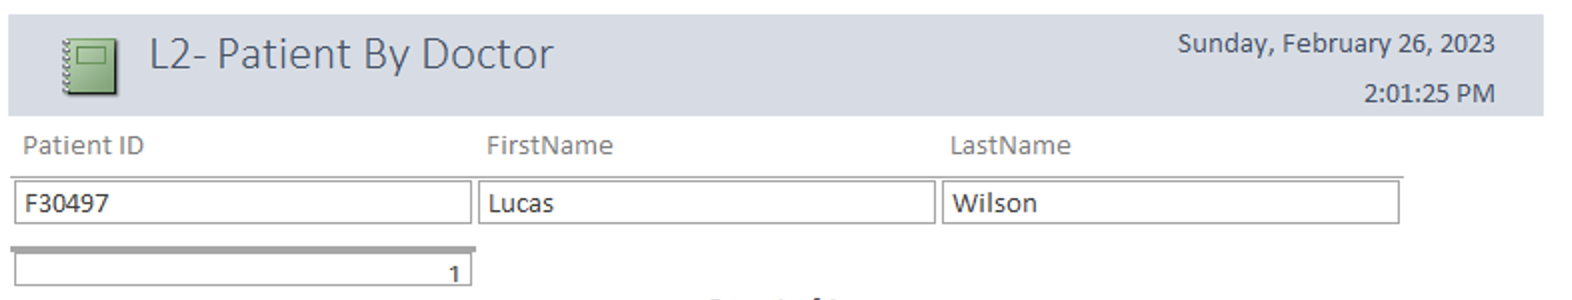 L2- Patient By Doctor
Sunday, February 26, 2023
2:01:25 PM
Patient ID FirstName LastName
F30497 Lucas Wilson
1